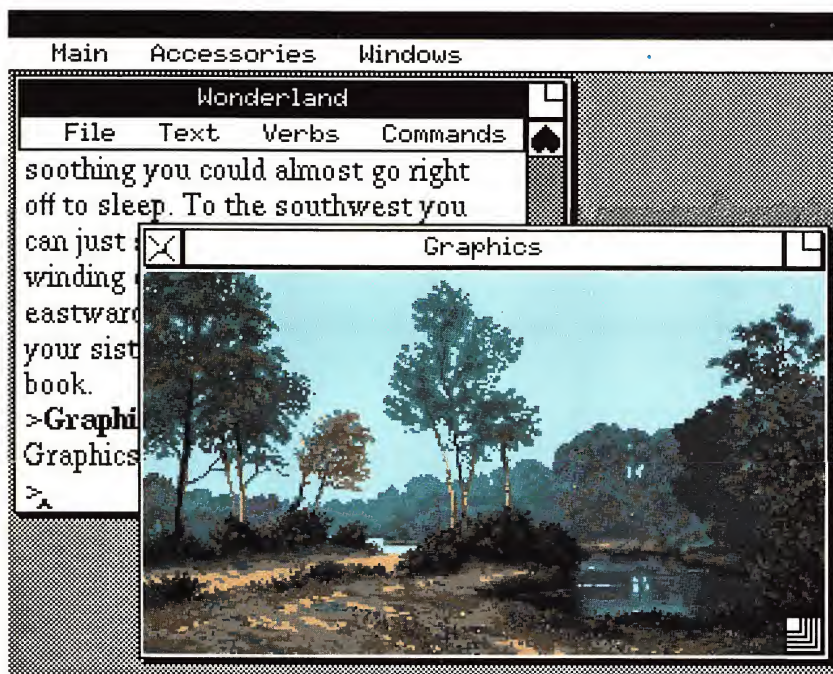 Main Accessories Windows
Wonderland
File Text Verbs Commands
soothing you could almost go right
off to sleep. To the southwest you
can just
winding
eastward
your sist
book.
>Graphi
Graphics
>
Graphics